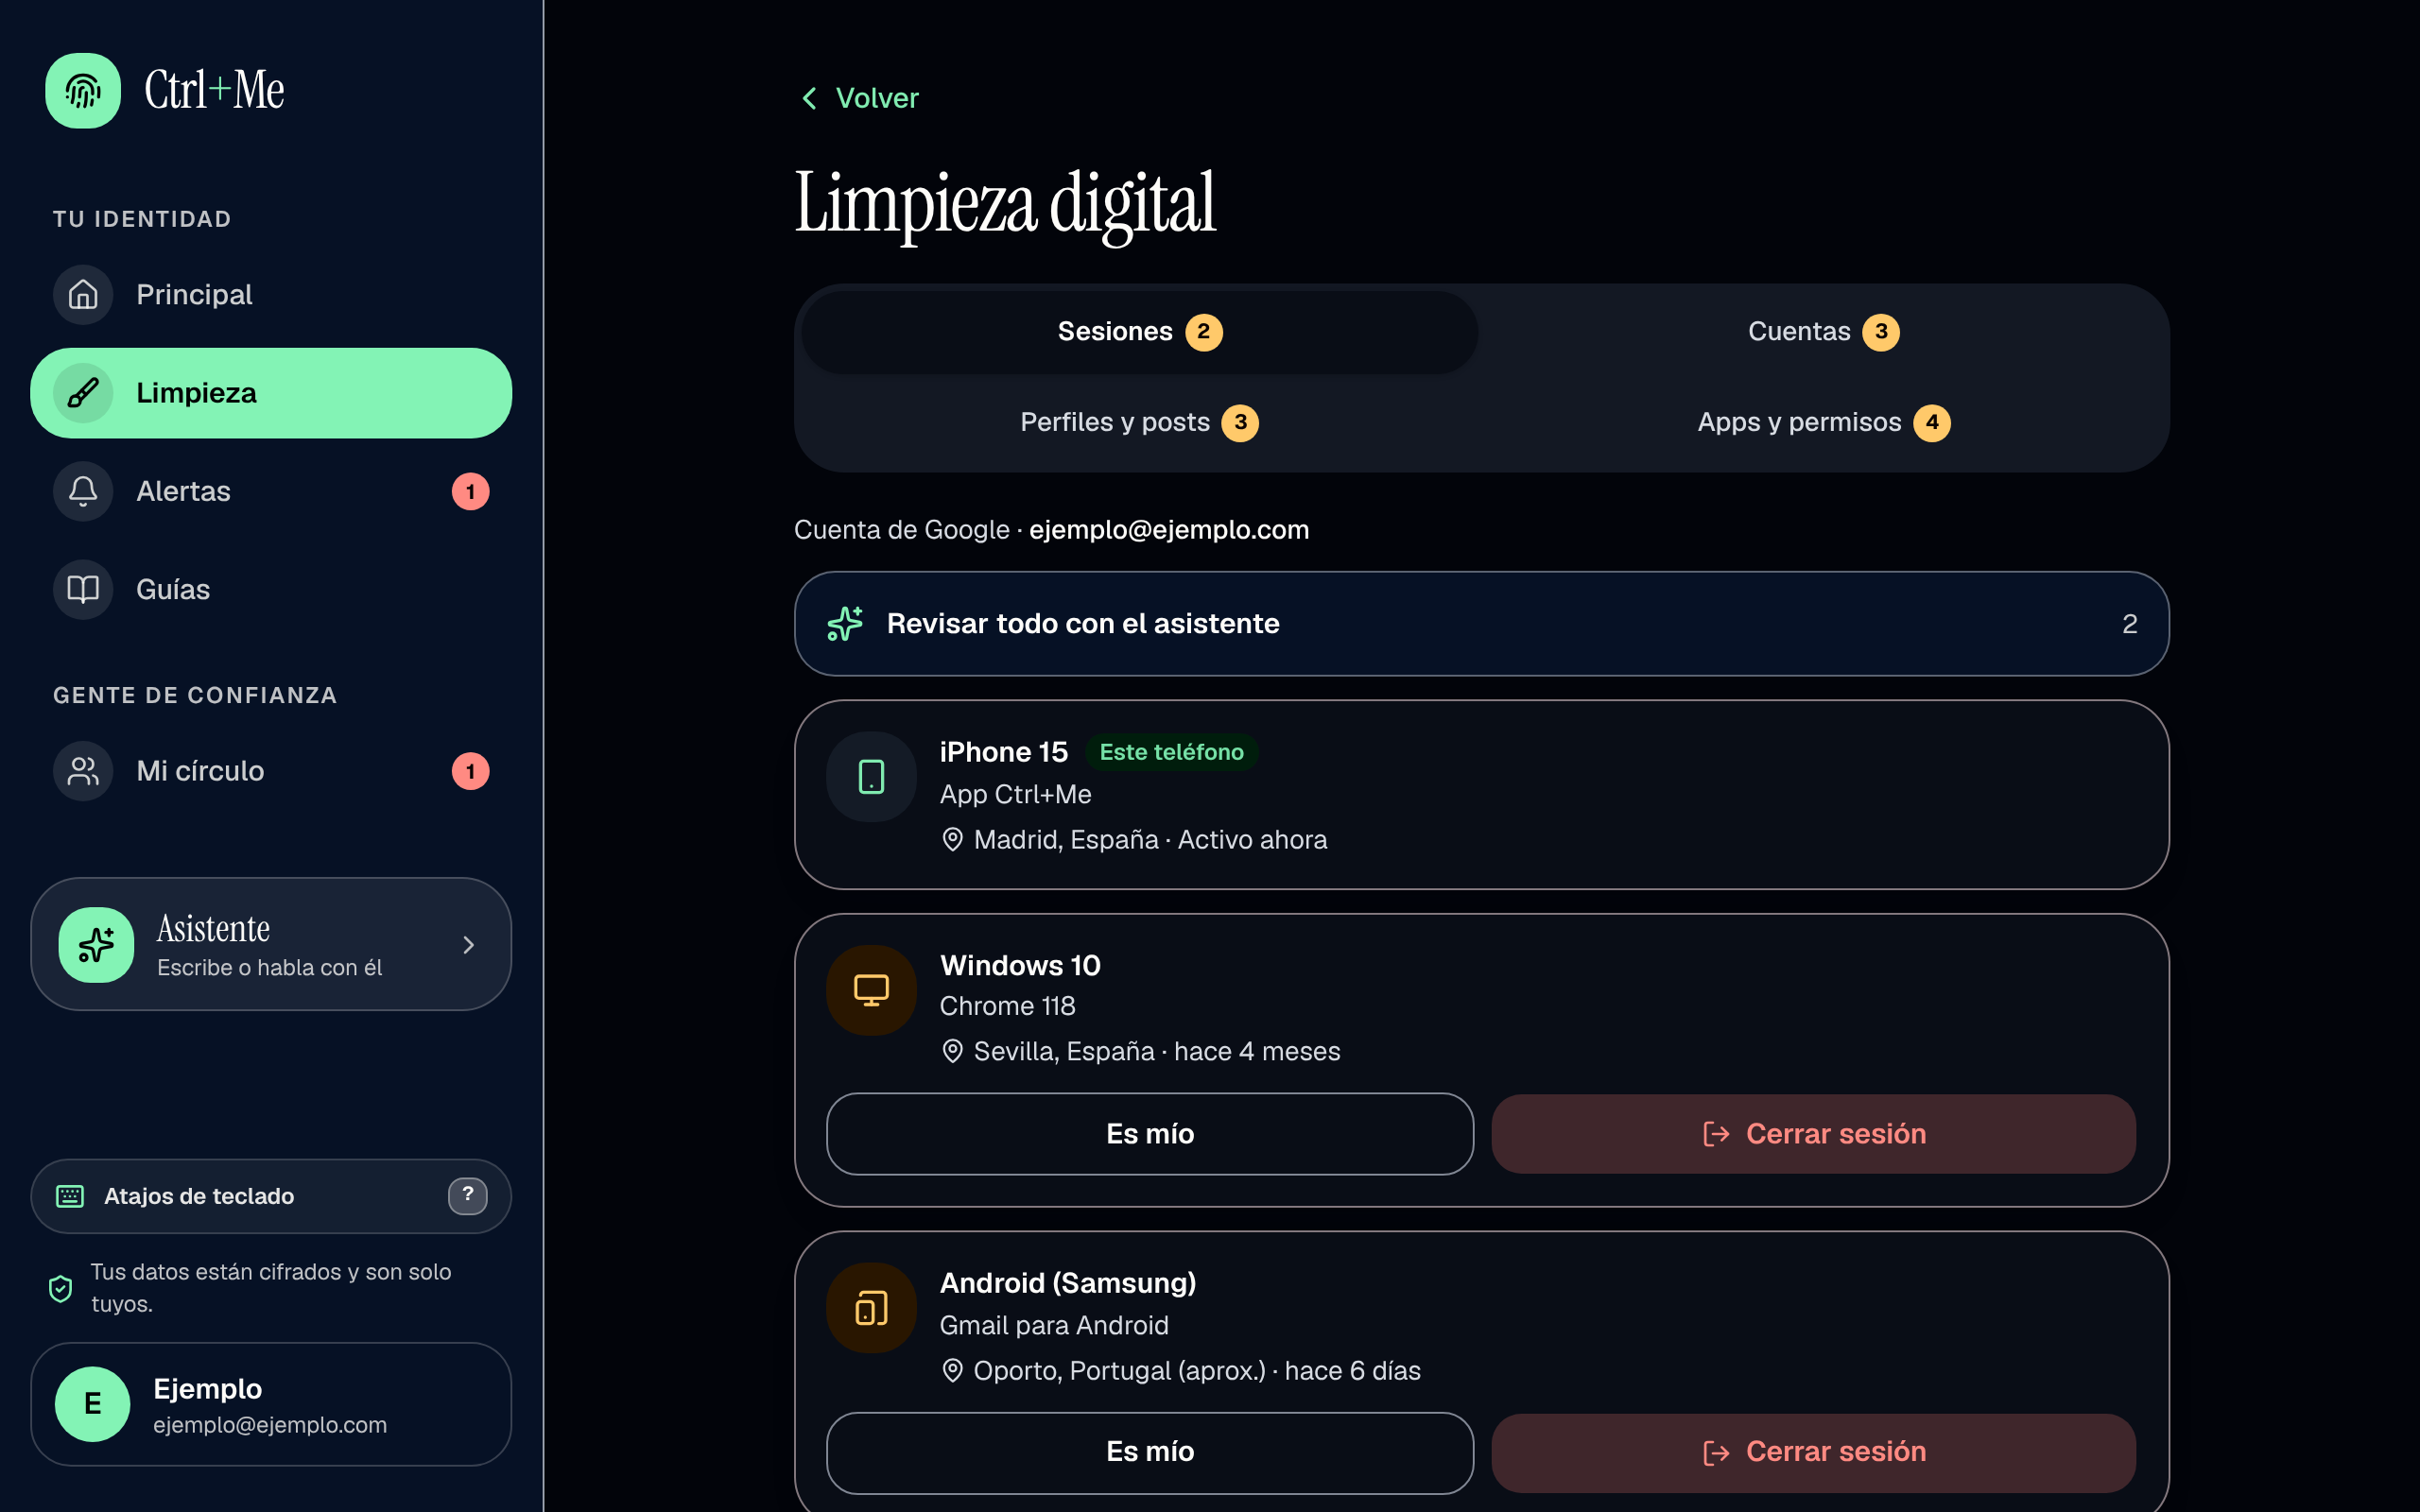 Ctrl+Me
TU IDENTIDAD
Principal
Limpieza
Alertas 1
Guías
GENTE DE CONFIANZA
Mi círculo 1
Asistente
Escribe o habla con él
Atajos de teclado ?
Tus datos están cifrados y son solo
tuyos.
E
Ejemplo
ejemplo@ejemplo.com
Volver
Limpieza digital
Sesiones 2
Cuentas 3
Perfiles y posts 3
Apps y permisos 4
Cuenta de Google · ejemplo@ejemplo.com
Revisar todo con el asistente 2
iPhone 15 Este teléfono
App Ctrl+Me
Madrid, España · Activo ahora
Windows 10
Chrome 118
Sevilla, España · hace 4 meses
Es mío
Cerrar sesión
Android (Samsung)
Gmail para Android
Oporto, Portugal (aprox.) · hace 6 días
Es mío
Cerrar sesión